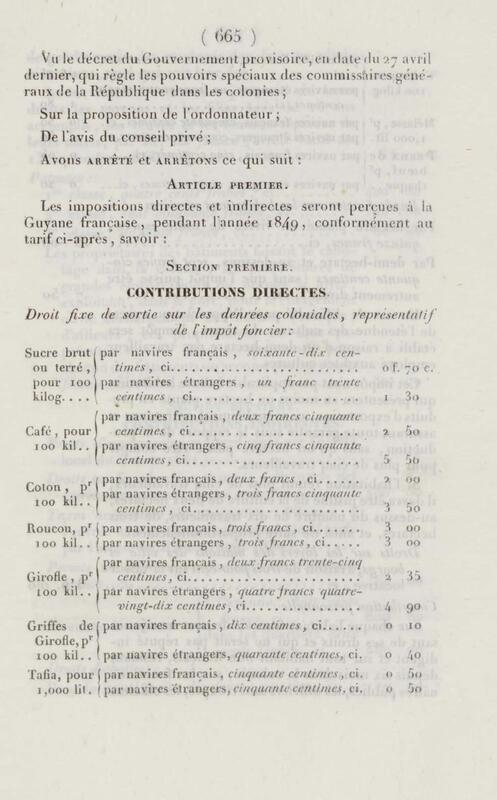 ( 665 )
Vu le décret du Gouvernement provisoire, en date du 27 avril
dernier, qui règle les pouvoirs spéciaux des commissaires géné-
raux de la République dans les colonies ;
Sur la proposition de l'ordonnateur ;
De l'avis du conseil privé ;
Avons ARRÊTÉ et ARRÊTONS ce qui suit :
ARTICLE PREMIER.
Les impositions directes et indirectes seront perçues à la
Guyane française, pendant l'année 1849, conformément au
tarif ci-après, savoir :
SECTION PREMIÈRE.
CONTRIBUTIONS DIRECTES.
Droit fixe de sortie sur les denrées coloniales, représentatif
de l'impôt foncier :
Sucre brut par navires français, soixante-dix cen-
ou terré, times, ci........ 0 f. 70 c.
pour 100 par navires étrangers, un franc trente
kilog.... centimes, ci........ 1 30
par navires français, deux francs cinquante
Café, pour centimes, ci........ 2 50
100 kil.. par navires étrangers, cinq francs cinquante
centimes, ci........ 5 50
Coton, pr par navires français, deux francs, ci...... 2 00
100 kil.. par navires étrangers, trois francs cinquante
centimes, ci........ 3 50
Roucou, pr par navires français, trois francs, ci...... 3 00
100 kil.. par navires étrangers, trois francs, ci..... 3 00
par navires français, deux francs trente-cinq
Girofle, pr centimes, ci........ 2 35
100 kil.. par navires étrangers, quatre francs quatre-
vingt-dix centimes, ci........ 4 90
Griffes de par navires français, dix centimes, ci...... 0 10
Girofle, pr
100 kil.. par navires étrangers, quarante centimes, ci. 0 40
Tafia, pour par navires français, cinquante centimes, ci. 0 50
1,000 lit. par navires étrangers, cinquante centimes, ci. 0 50